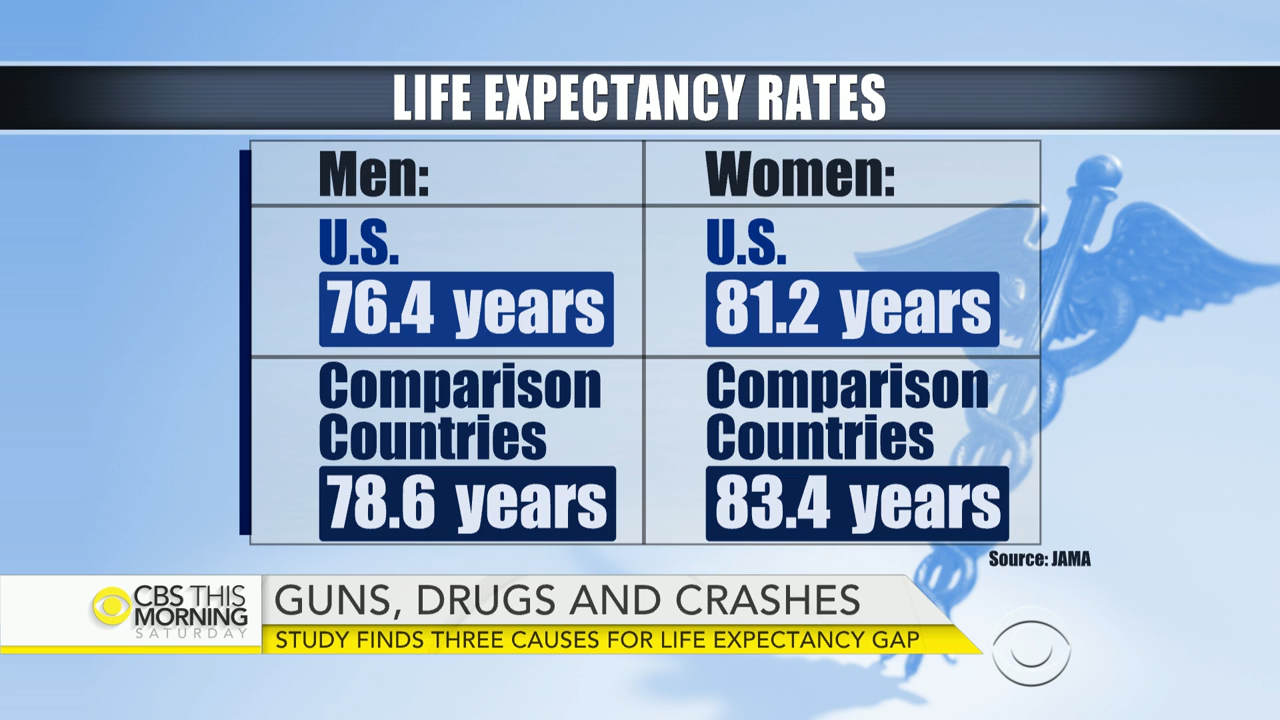 LIFE EXPECTANCY RATES
Men:
U.S.
76.4 years
Comparison
Countries
78.6 years
Women:
U.S.
81.2 years
Comparison
Countries
83.4 years
Source: JAMA
CBS THIS
MORNING
SATURDAY
GUNS, DRUGS AND CRASHES
STUDY FINDS THREE CAUSES FOR LIFE EXPECTANCY GAP